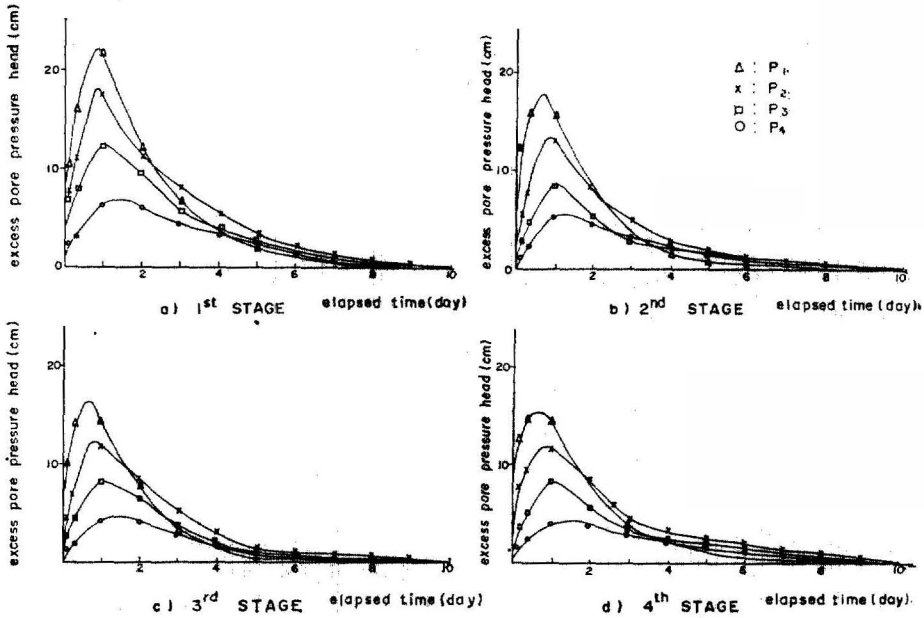 excess pore pressure head (cm)
20
10
0
2
4
6
8
10
a) 1st STAGE
elapsed time (day)
excess pore pressure head (cm)
20
10
0
2
4
6
8
10
△ : P1
x : P2
□ : P3
○ : P4
b) 2nd STAGE
elapsed time (day).
excess pore pressure head (cm)
20
10
0
2
4
6
8
10
c) 3rd STAGE
elapsed time (day)
excess pore pressure head (cm)
20
10
0
2
4
6
8
10
d) 4th STAGE
elapsed time (day).